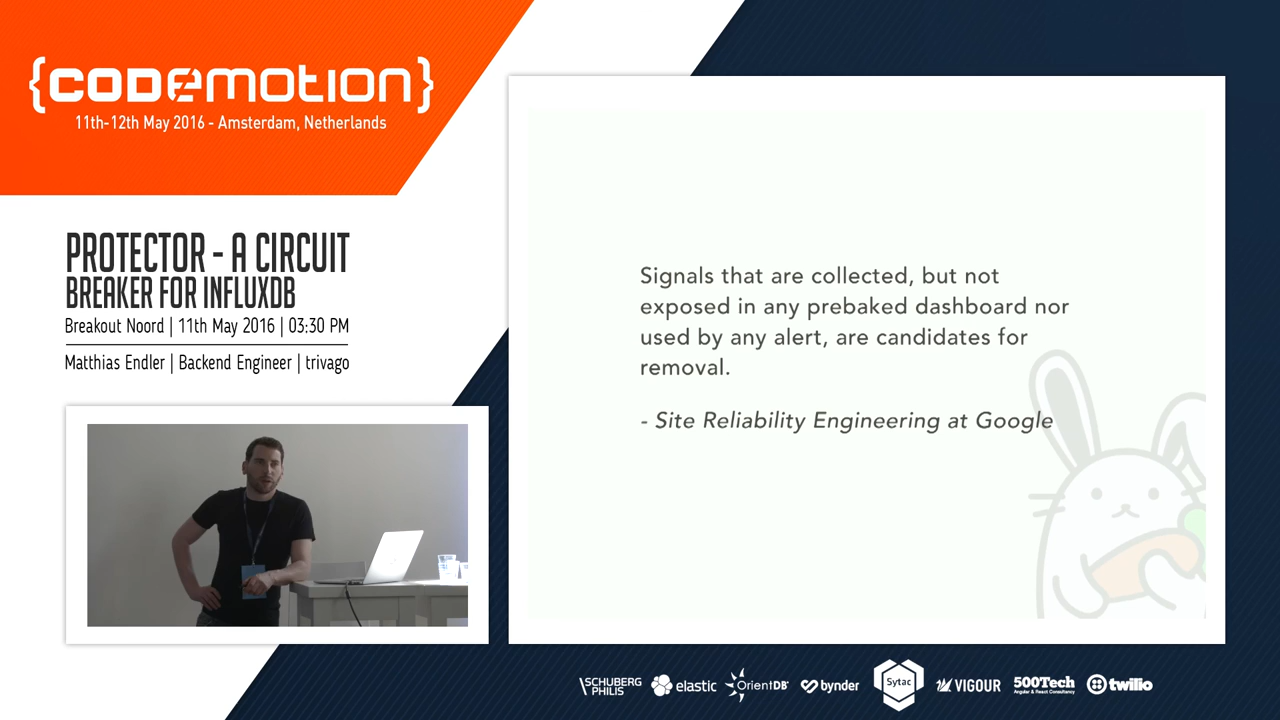 {CODEMOTION}
11th-12th May 2016 - Amsterdam, Netherlands
PROTECTOR - A CIRCUIT
BREAKER FOR INFLUXDB
Breakout Noord | 11th May 2016 | 03:30 PM
Matthias Endler | Backend Engineer | trivago
Signals that are collected, but not
exposed in any prebaked dashboard nor
used by any alert, are candidates for
removal.
- Site Reliability Engineering at Google
SCHUBERG
PHILIS
elastic
OrientDB
bynder
Sytac
VIGOUR
500Tech
Angular & React Consultancy
twilio